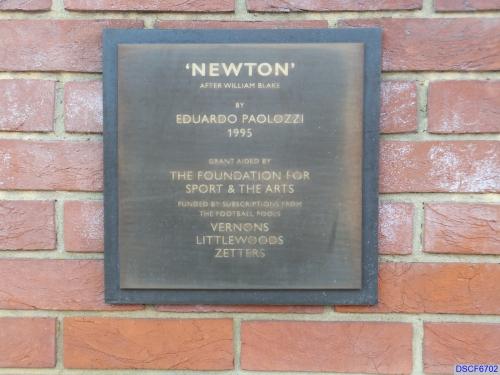 'NEWTON'
AFTER WILLIAM BLAKE
BY
EDUARDO PAOLOZZI
1995
GRANT AIDED BY
THE FOUNDATION FOR
SPORT & THE ARTS
FUNDED BY SUBSCRIPTIONS FROM
THE FOOTBALL POOLS
VERNONS
LITTLEWOODS
ZETTERS
DSCF6702